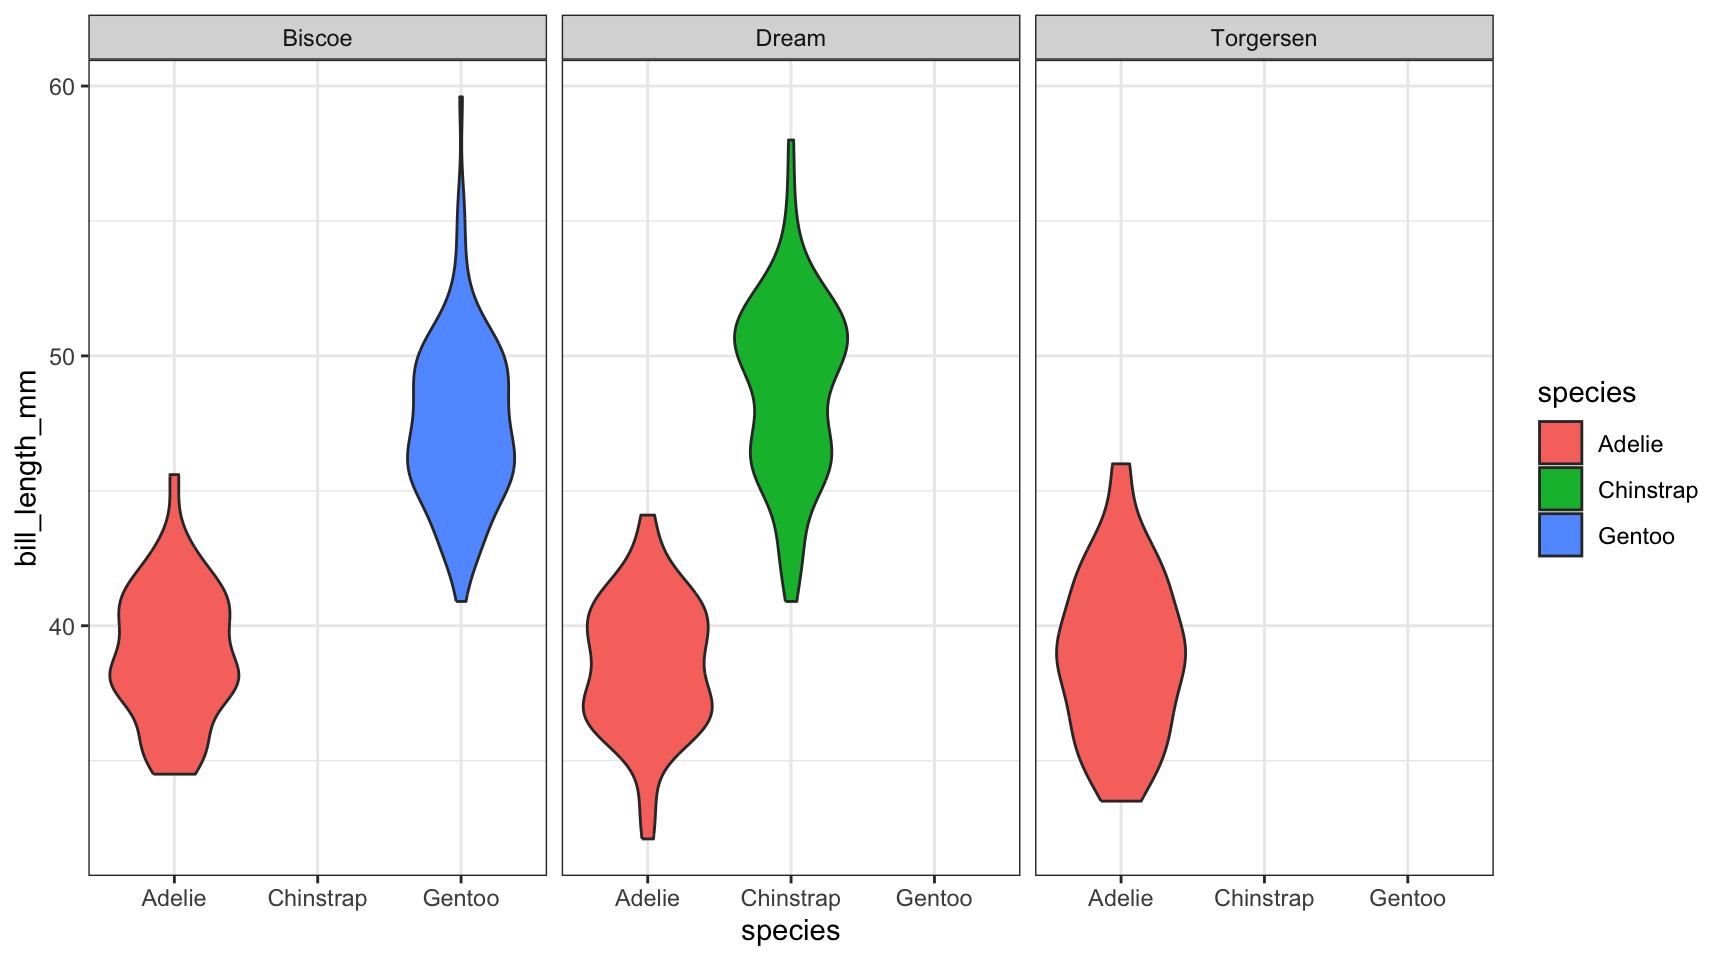 Biscoe
Dream
Torgersen
60
50
40
bill_length_mm
Adelie
Chinstrap
Gentoo
Adelie
Chinstrap
Gentoo
Adelie
Chinstrap
Gentoo
species
species
Adelie
Chinstrap
Gentoo